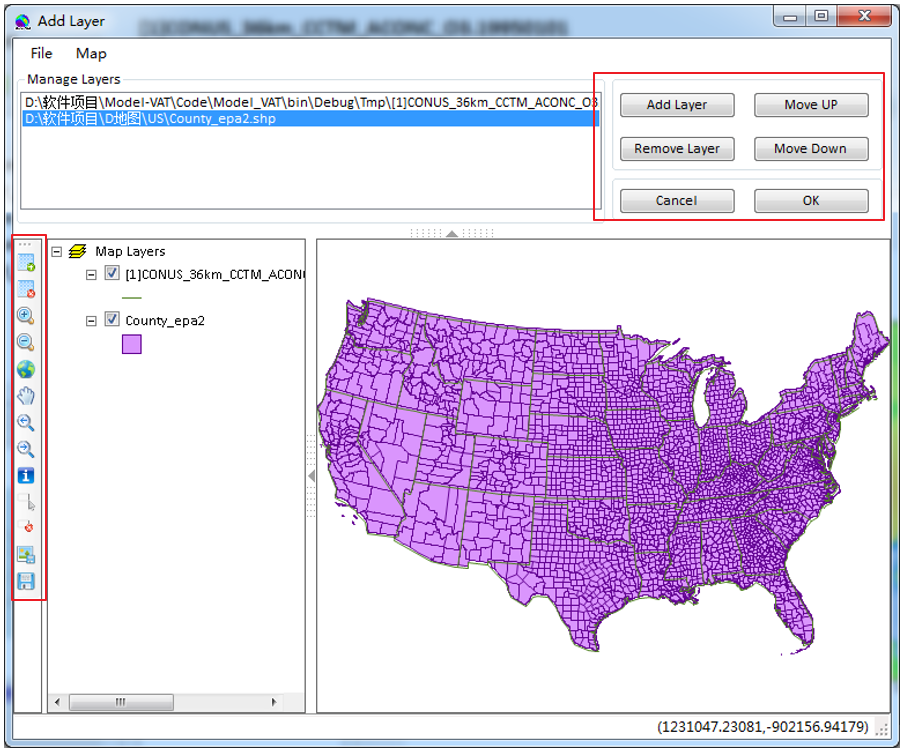 Add Layer
File Map
Manage Layers
D:\软件项目\Model-VAT\Code\Model_VAT\bin\Debug\Tmp\[1]CONUS_36km_CCTM_ACONC_O3
D:\软件项目\D地图\US\County_epa2.shp
Add Layer Move UP
Remove Layer Move Down
Cancel OK
Map Layers
[1]CONUS_36km_CCTM_ACONC
County_epa2
(1231047.23081,-902156.94179)